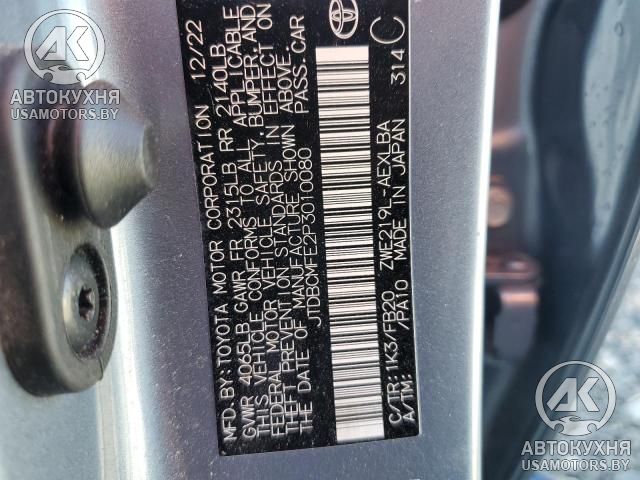 MFD. BY: TOYOTA MOTOR CORPORATION 12/22
GVWR 4065LB GAWR FR 2315LB RR 2140LB
THIS VEHICLE CONFORMS TO ALL APPLICABLE
FEDERAL MOTOR VEHICLE SAFETY, BUMPER, AND
THEFT PREVENTION STANDARDS IN EFFECT ON
THE DATE OF MANUFACTURE SHOWN ABOVE.
JTDBCMFE2P3010080 PASS. CAR
C/TR: 1K3/FB20 ZWE219L-AEXLBA
A/TM: /PA10 MADE IN JAPAN 314
C
АВТОКУХНЯ
USAMOTORS.BY
АВТОКУХНЯ
USAMOTORS.BY